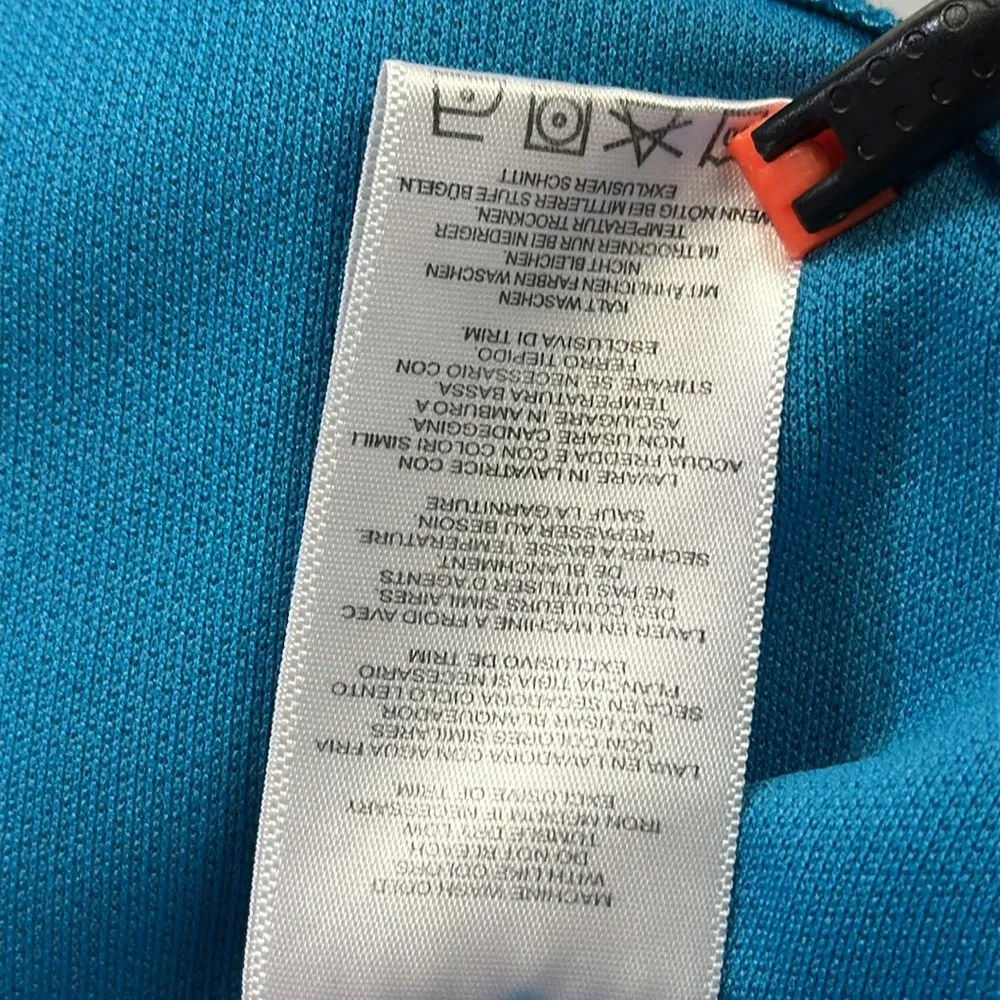 MACHINE WASH COLD
WITH LIKE COLORS
DO NOT BLEACH
TUMBLE DRY LOW
IRON MEDIUM IF NECESSARY
EXCLUSIVE OF TRIM.
LAVA EN LAVADORA CON AGUA FRIA
CON COLORES SIMILARES
NO USAR BLANQUEADOR
SECA EN SECADORA CICLO LENTO
PLANCHA TIGIA SI NECESARIO
EXCLUSIVO DE TRIM
LAVER EN MACHINE A FROID AVEC
DES COULEURS SIMILAIRES
NE PAS UTILISER D'AGENTS
DE BLANCHMENT
SECHER A BASSE TEMPERATURE.
REPASSER AU BESOIN
SAUF LA GARNITURE
LAVARE IN LAVATRICE CON
ACQUA FREDDA E CON COLORI SIMILI
NON USARE CANDEGGINA
ASCIUGARE IN AMBURO A
TEMPERATURA BASSA
STIRARE SE NECESSARIO CON
FERRO TIEPIDO.
ESCLUSIVA DI TRIM.
KALT WASCHEN
MIT ÄHNLICHEN FARBEN WASCHEN
NICHT BLEICHEN
IM TROCKNER NUR BEI NIEDRIGER
TEMPERATUR TROCKNEN
WENN NÖTIG BEI MITTLERER STUFE BÜGELN.
EXKLUSIVER SCHNITT